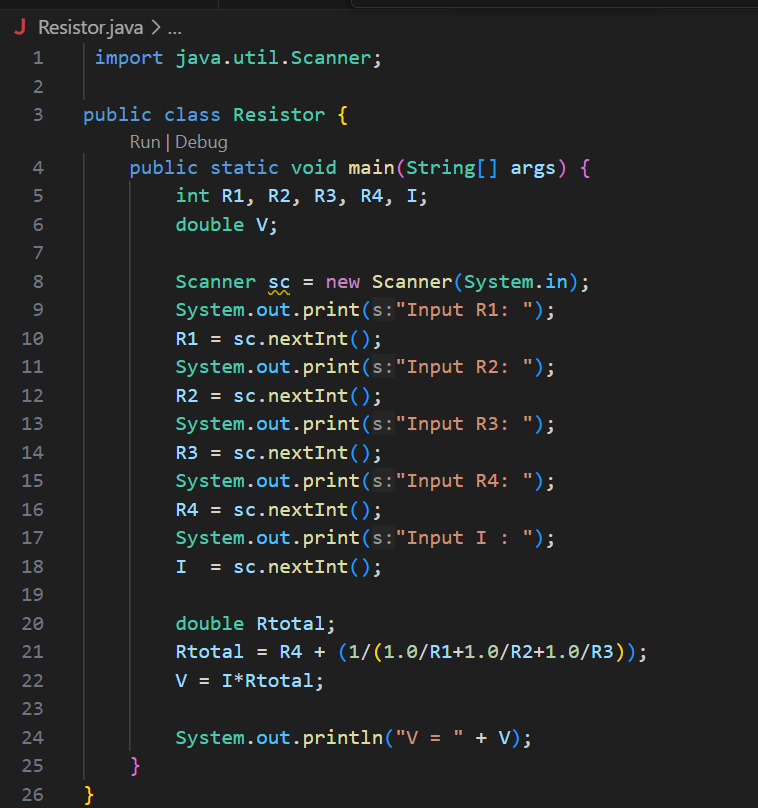 J Resistor.java > ...
1 import java.util.Scanner;
2
3 public class Resistor {
Run | Debug
4 public static void main(String[] args) {
5 int R1, R2, R3, R4, I;
6 double V;
7
8 Scanner sc = new Scanner(System.in);
9 System.out.print(s:"Input R1: ");
10 R1 = sc.nextInt();
11 System.out.print(s:"Input R2: ");
12 R2 = sc.nextInt();
13 System.out.print(s:"Input R3: ");
14 R3 = sc.nextInt();
15 System.out.print(s:"Input R4: ");
16 R4 = sc.nextInt();
17 System.out.print(s:"Input I : ");
18 I  = sc.nextInt();
19
20 double Rtotal;
21 Rtotal = R4 + (1/(1.0/R1+1.0/R2+1.0/R3));
22 V = I*Rtotal;
23
24 System.out.println("V = " + V);
25 }
26 }